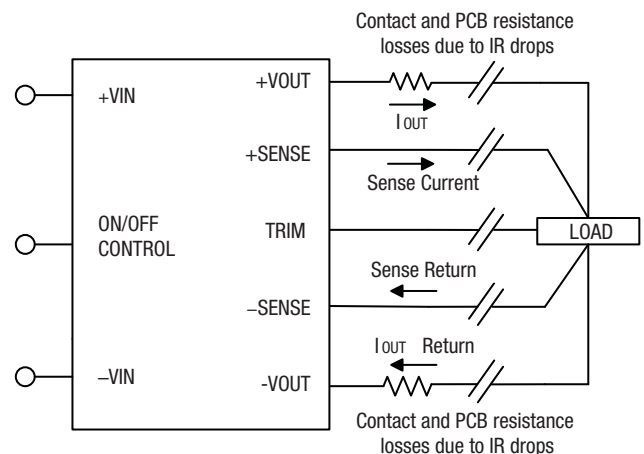 Contact and PCB resistance
losses due to IR drops
+VOUT
+VIN
IOUT
+SENSE
Sense Current
ON/OFF
CONTROL
TRIM
LOAD
Sense Return
−SENSE
IOUT Return
−VIN
-VOUT
Contact and PCB resistance
losses due to IR drops